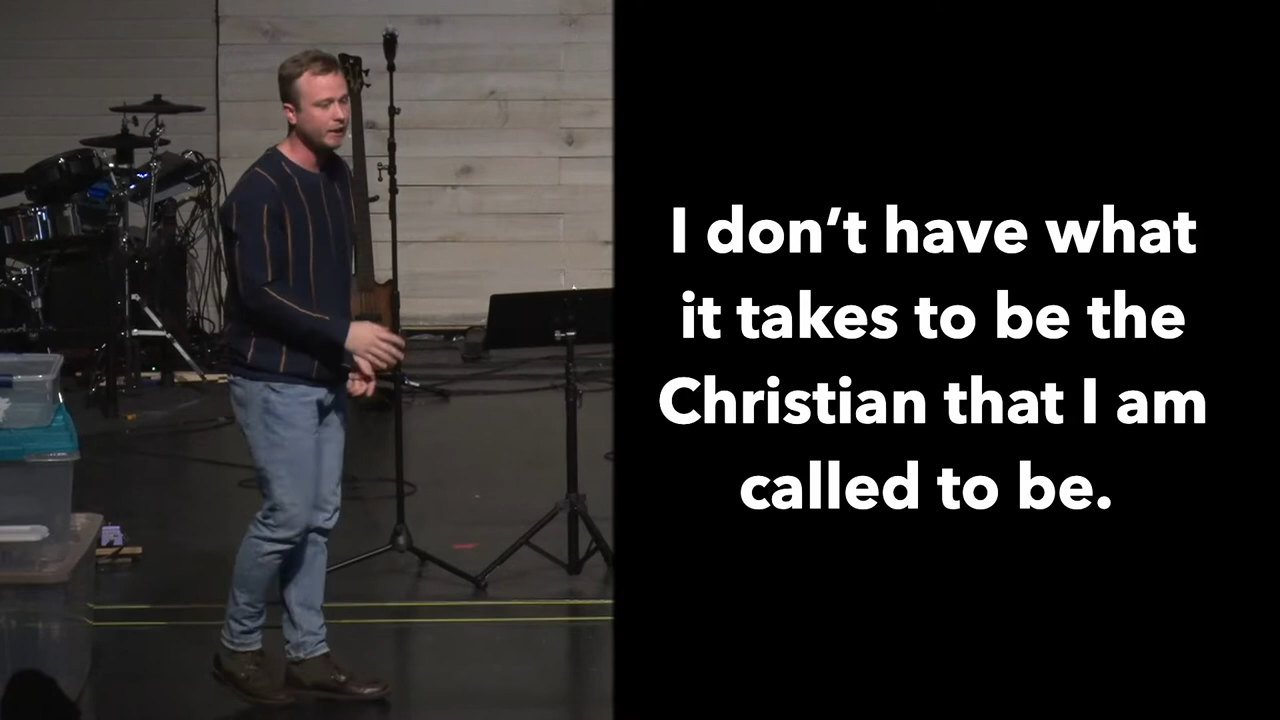 I don’t have what
it takes to be the
Christian that I am
called to be.